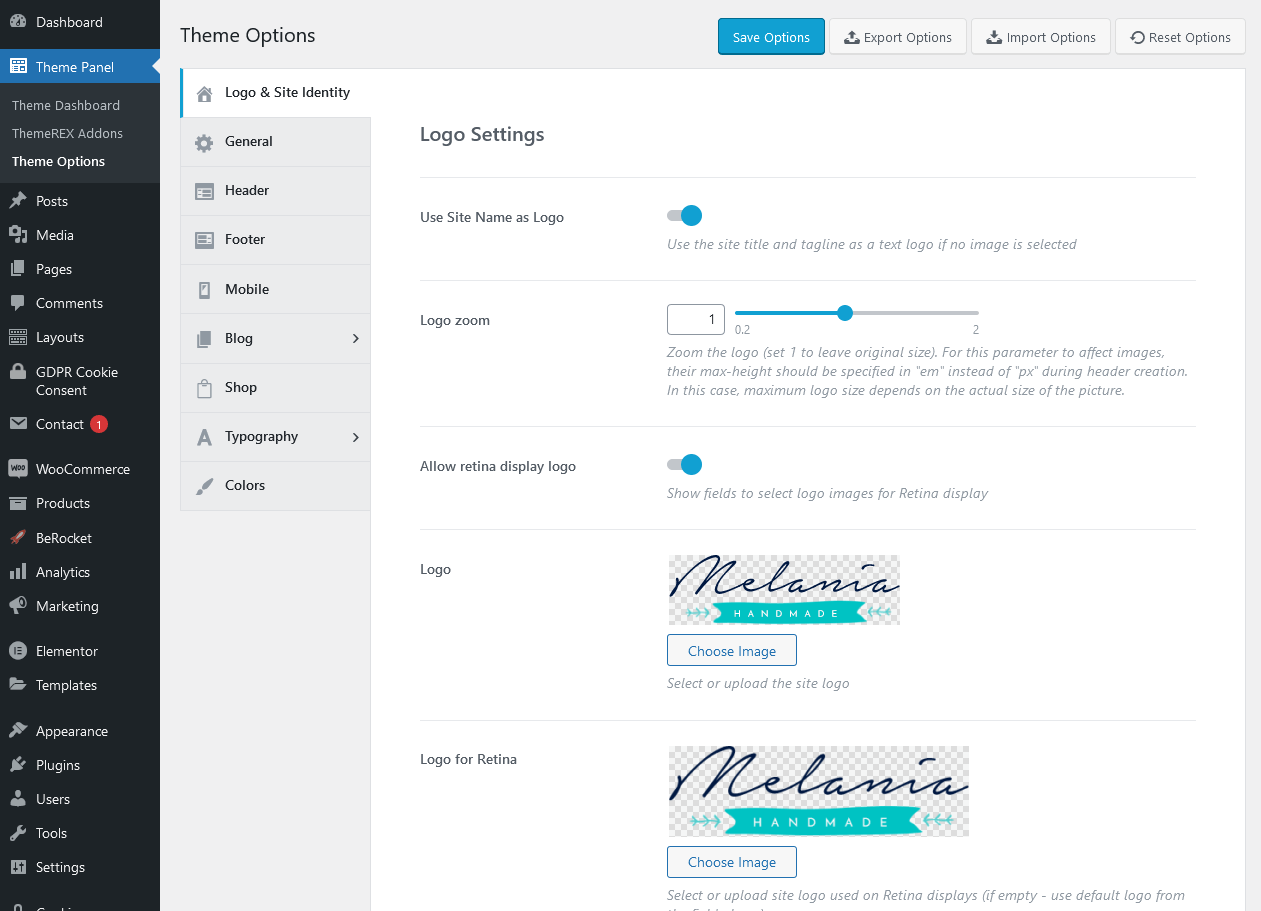 Dashboard
Theme Panel
Theme Dashboard
ThemeREX Addons
Theme Options
Posts
Media
Pages
Comments
Layouts
GDPR Cookie
Consent
Contact 1
WooCommerce
Products
BeRocket
Analytics
Marketing
Elementor
Templates
Appearance
Plugins
Users
Tools
Settings
Theme Options
Save Options
Export Options
Import Options
Reset Options
Logo & Site Identity
General
Header
Footer
Mobile
Blog
Shop
Typography
Colors
Logo Settings
Use Site Name as Logo
Use the site title and tagline as a text logo if no image is selected
Logo zoom
1
0.2 2
Zoom the logo (set 1 to leave original size). For this parameter to affect images,
their max-height should be specified in "em" instead of "px" during header creation.
In this case, maximum logo size depends on the actual size of the picture.
Allow retina display logo
Show fields to select logo images for Retina display
Logo
Melania
HANDMADE
Choose Image
Select or upload the site logo
Logo for Retina
Melania
HANDMADE
Choose Image
Select or upload site logo used on Retina displays (if empty - use default logo from